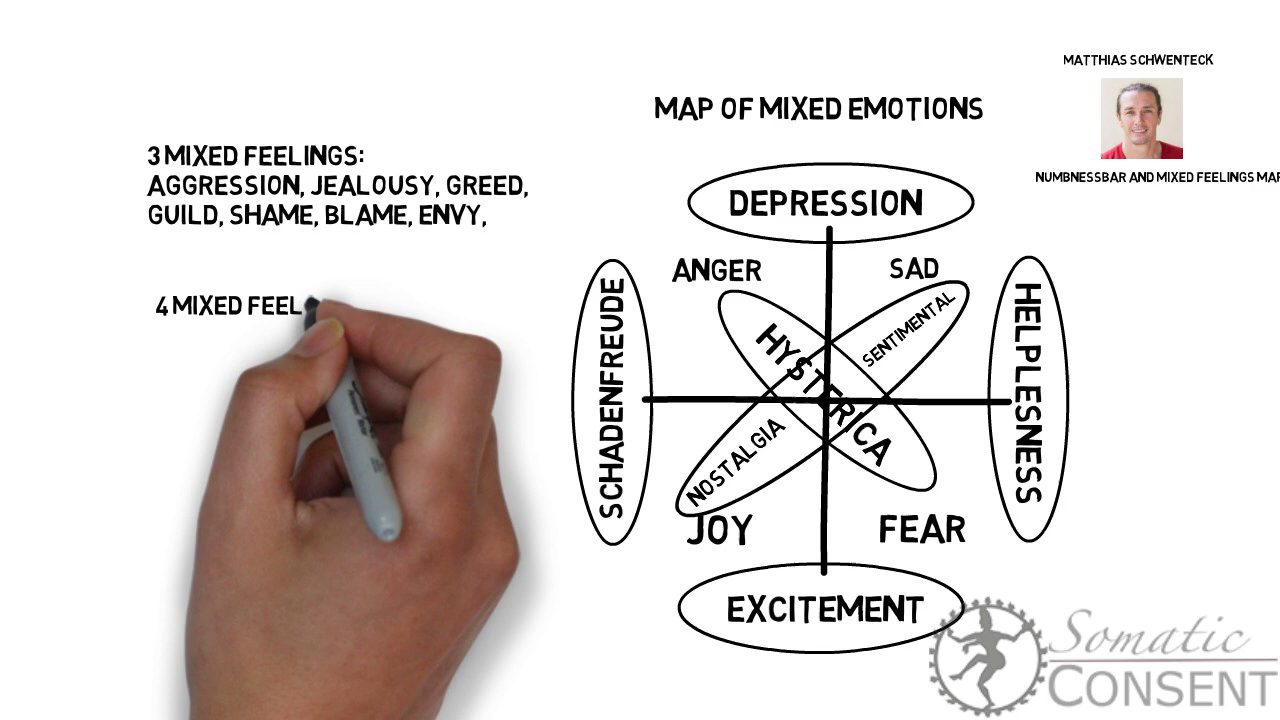 MATTHIAS SCHWENTECK
MAP OF MIXED EMOTIONS
NUMBNESSBAR AND MIXED FEELINGS MAP
3 MIXED FEELINGS:
AGGRESSION, JEALOUSY, GREED,
GUILD, SHAME, BLAME, ENVY,
4 MIXED FEEL
DEPRESSION
ANGER
SAD
SCHADENFREUDE
HYSTERICA
SENTIMENTAL
NOSTALGIA
HELPLESNESS
JOY
FEAR
EXCITEMENT
Somatic
CONSENT